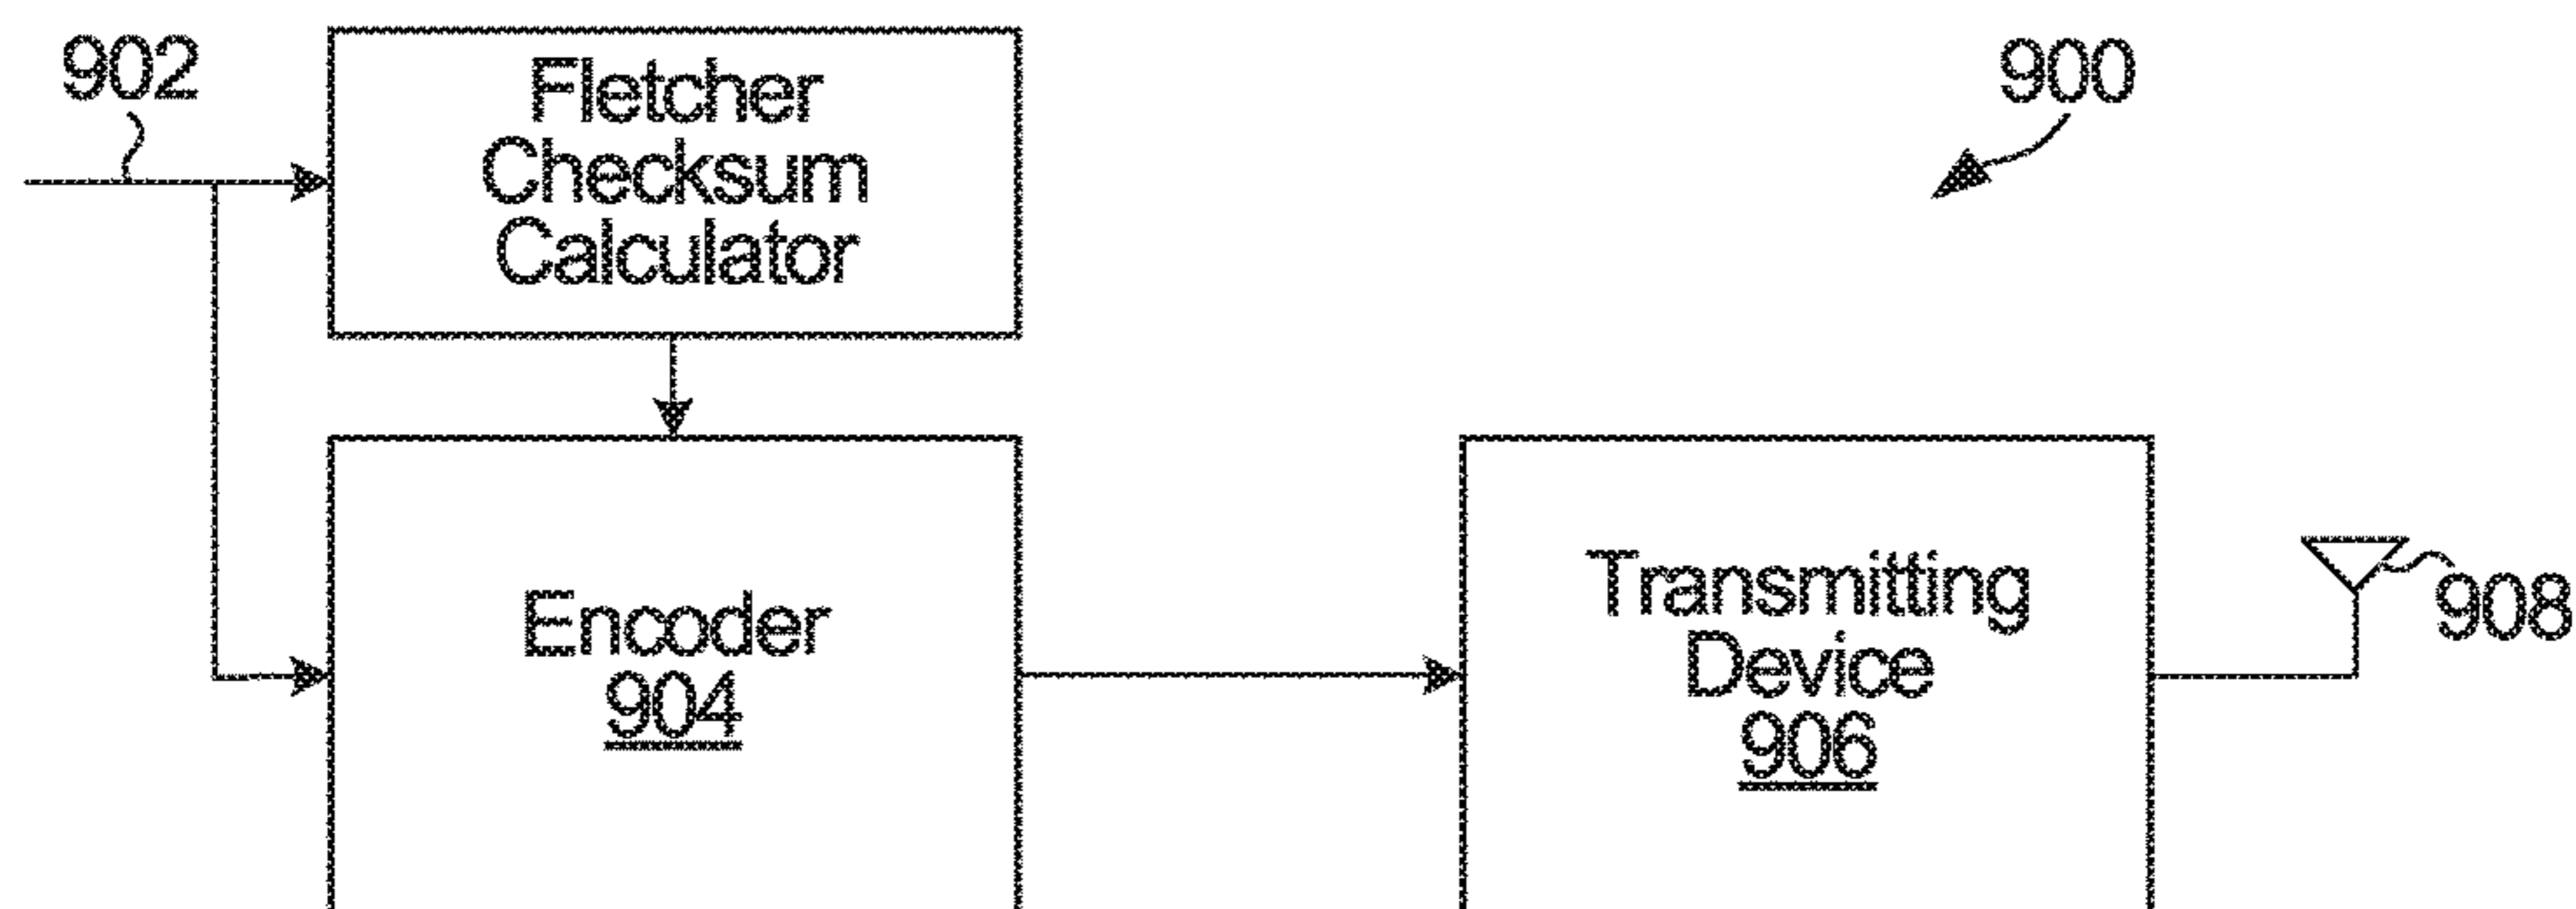 902
Fletcher
Checksum
Calculator
900
Encoder
904
Transmitting
Device
906
908